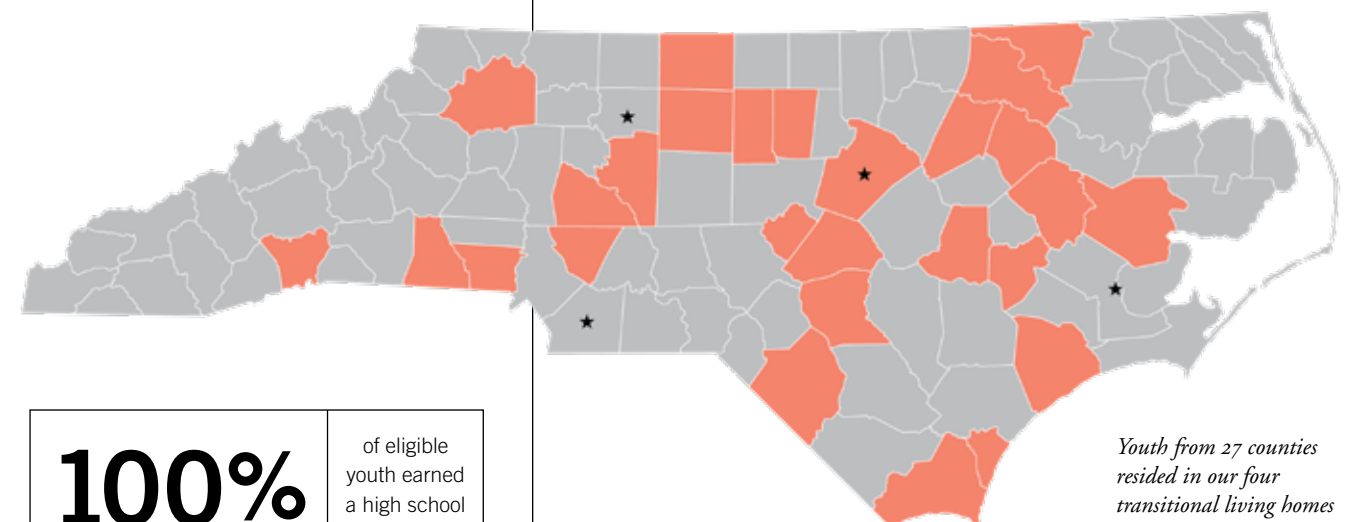 100%
of eligible
youth earned
a high school
Youth from 27 counties
resided in our four
transitional living homes